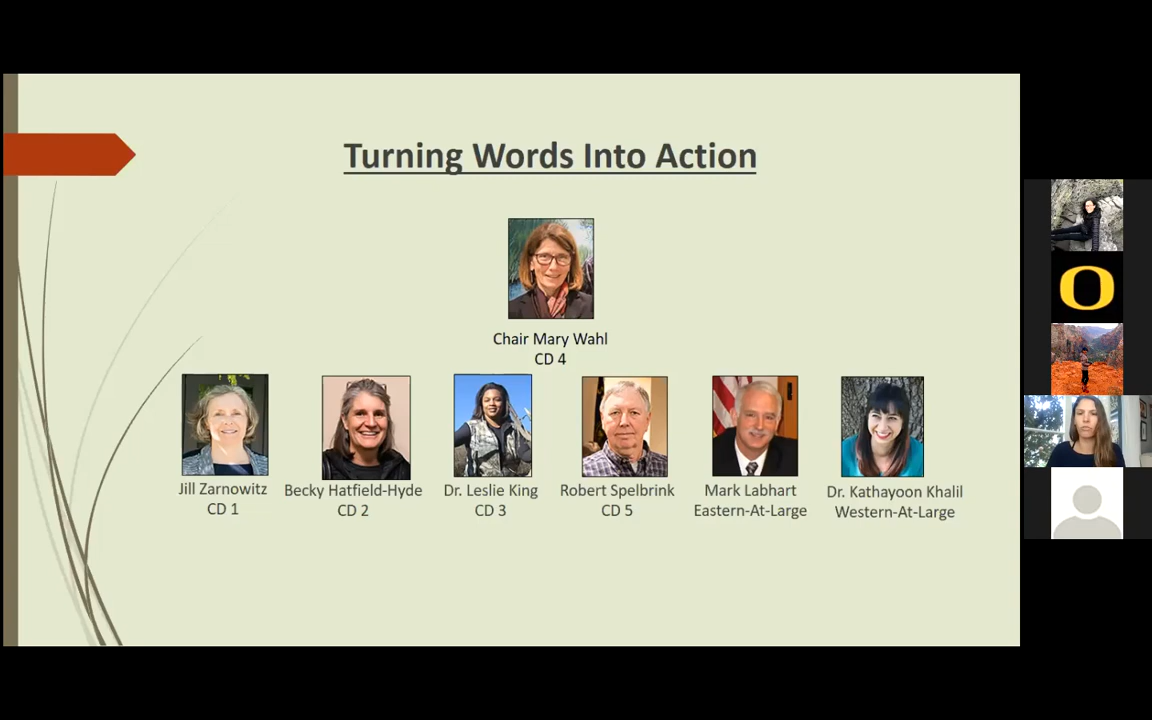 Turning Words Into Action
Chair Mary Wahl
CD 4
Jill Zarnowitz
CD 1
Becky Hatfield-Hyde
CD 2
Dr. Leslie King
CD 3
Robert Spelbrink
CD 5
Mark Labhart
Eastern-At-Large
Dr. Kathayoon Khalil
Western-At-Large
O